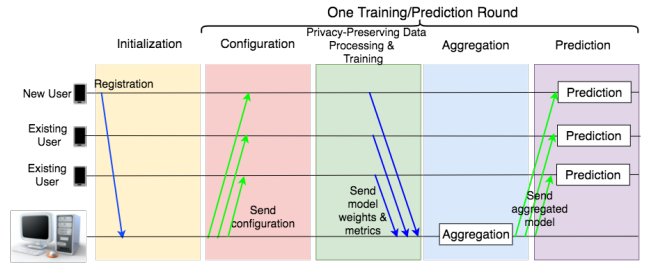 One Training/Prediction Round
Initialization
Configuration
Privacy-Preserving Data
Processing &
Training
Aggregation
Prediction
Registration
New User
Prediction
Existing
User
Prediction
Existing
User
Prediction
Send
configuration
Send
model
weights &
metrics
Aggregation
Send
aggregated
model